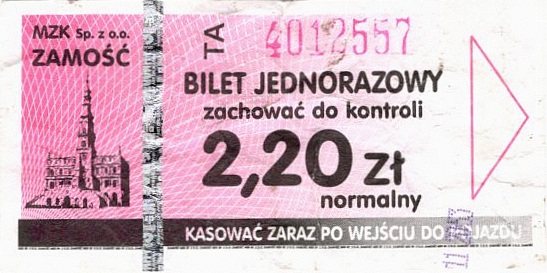 MZK Sp. z o.o.
ZAMOŚĆ
TA 4012557
BILET JEDNORAZOWY
zachować do kontroli
2,20 zł
normalny
KASOWAĆ ZARAZ PO WEJŚCIU DO POJAZDU